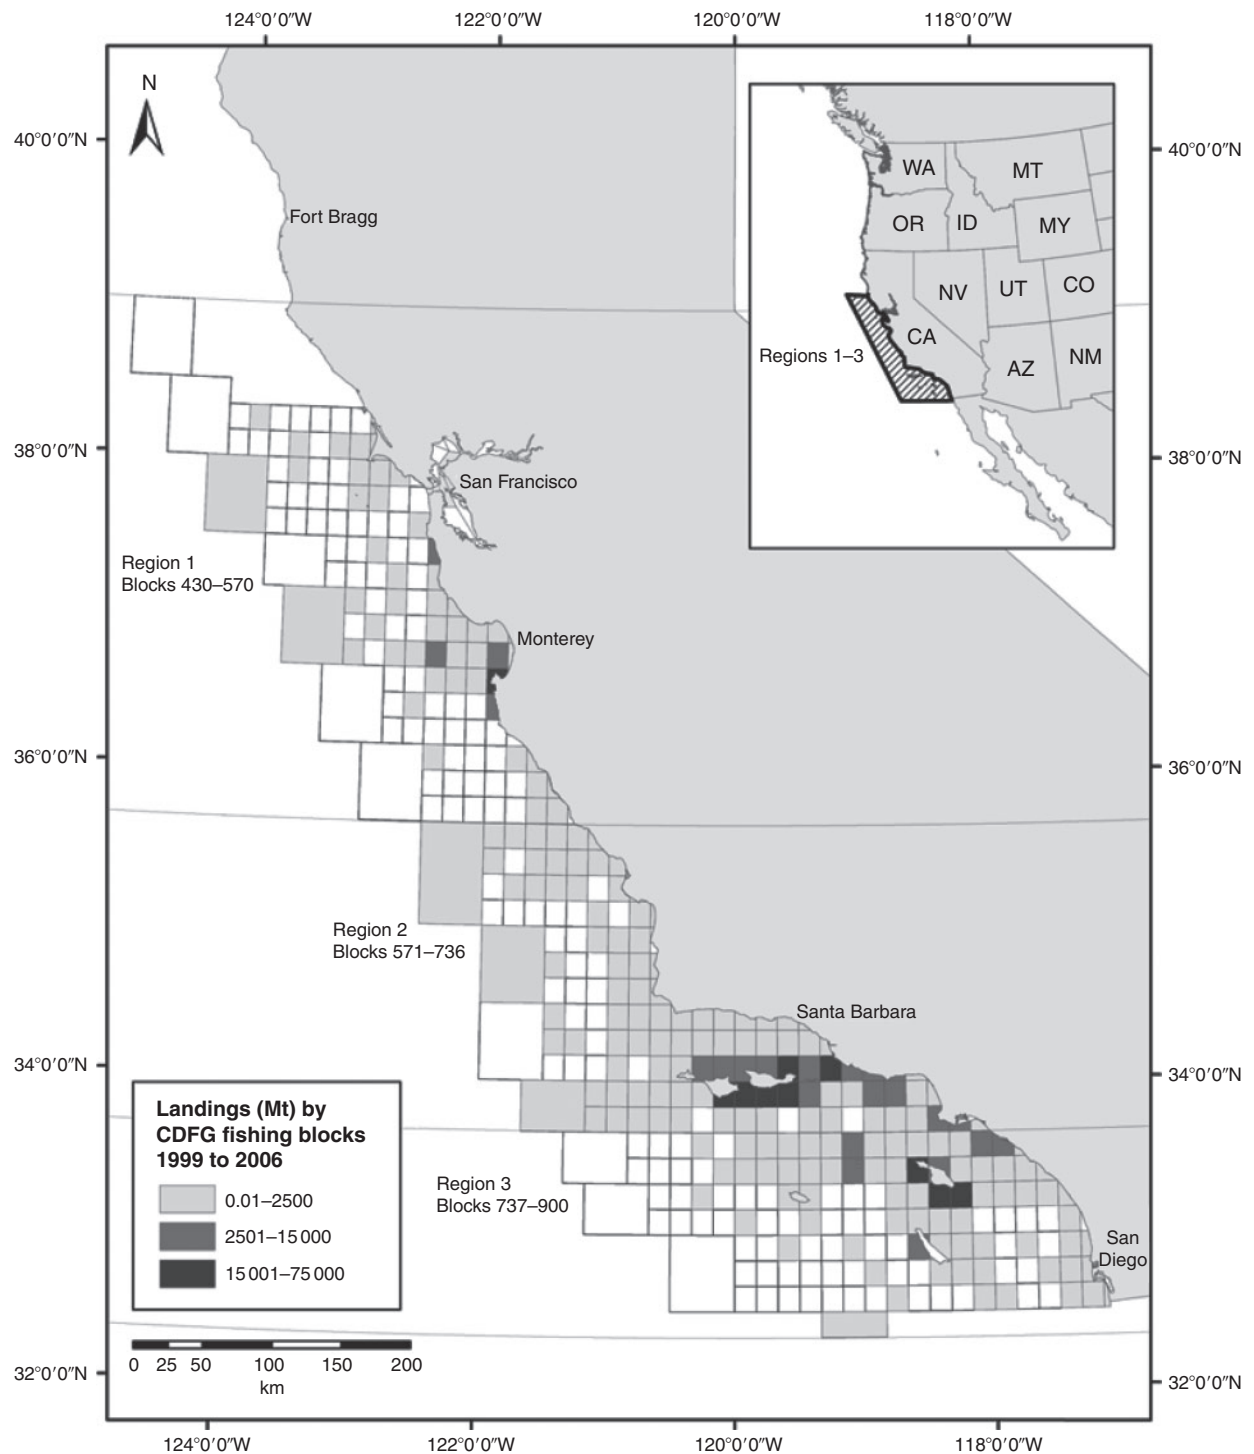 124°0′0″W
122°0′0″W
120°0′0″W
118°0′0″W
N
40°0′0″N
40°0′0″N
WA
MT
OR
ID
MY
NV
UT
CO
CA
AZ
NM
Regions 1–3
Fort Bragg
38°0′0″N
38°0′0″N
San Francisco
Region 1
Blocks 430–570
Monterey
36°0′0″N
36°0′0″N
Region 2
Blocks 571–736
Santa Barbara
34°0′0″N
34°0′0″N
Landings (Mt) by
CDFG fishing blocks
1999 to 2006
0.01–2500
2501–15 000
15 001–75 000
Region 3
Blocks 737–900
San
Diego
0 25 50 100 150 200
km
32°0′0″N
32°0′0″N
124°0′0″W
122°0′0″W
120°0′0″W
118°0′0″W